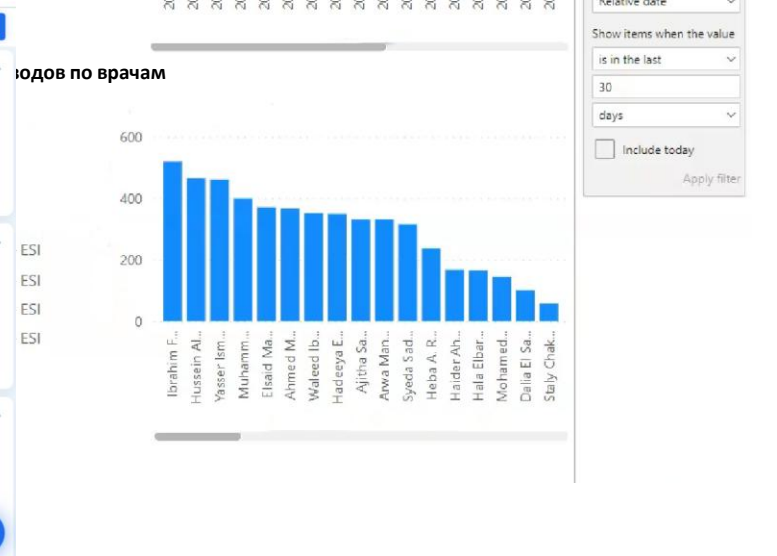 Relative date
Show items when the value
is in the last
30
days
Include today
Apply filter
водов по врачам
600
400
200
0
ESI
ESI
ESI
ESI
Ibrahim F...
Hussein Al...
Yasser Ism...
Muhamm...
Elsaid Ma...
Ahmed M...
Waleed Ib...
Hadeeya E...
Ajitha Sa...
Arwa Man...
Syeda Sad...
Heba A. R...
Haider Ah...
Hala Elbar...
Mohamed...
Dalia El Sa...
Staly Chak...